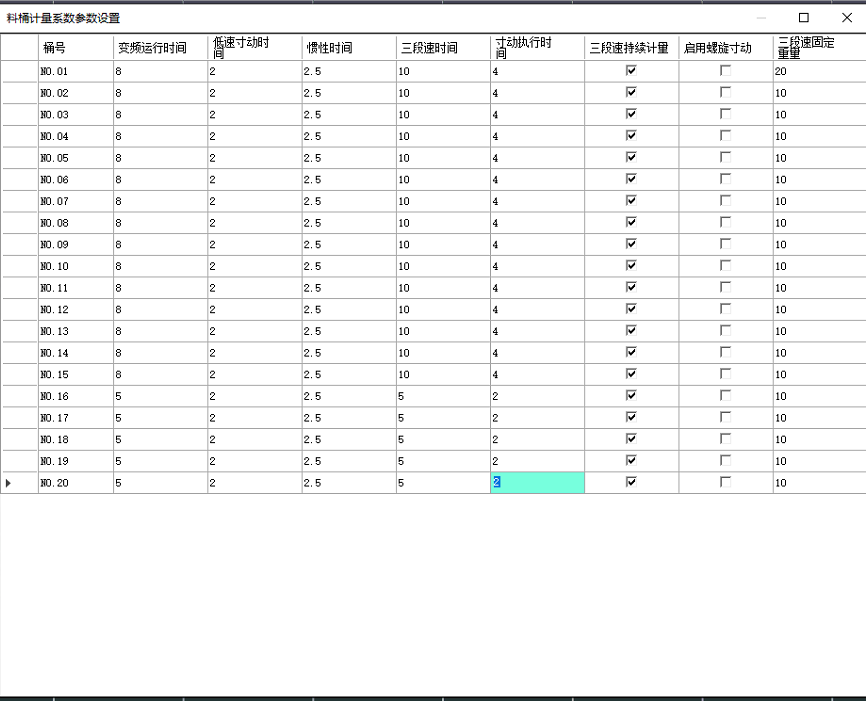 料桶计量系数参数设置
桶号 变频运行时间 低速寸动时间 惯性时间 三段速时间 寸动执行时间 三段速持续计量 启用螺旋寸动 三段速固定重量
NO.01 8 2 2.5 10 4 20
NO.02 8 2 2.5 10 4 10
NO.03 8 2 2.5 10 4 10
NO.04 8 2 2.5 10 4 10
NO.05 8 2 2.5 10 4 10
NO.06 8 2 2.5 10 4 10
NO.07 8 2 2.5 10 4 10
NO.08 8 2 2.5 10 4 10
NO.09 8 2 2.5 10 4 10
NO.10 8 2 2.5 10 4 10
NO.11 8 2 2.5 10 4 10
NO.12 8 2 2.5 10 4 10
NO.13 8 2 2.5 10 4 10
NO.14 8 2 2.5 10 4 10
NO.15 8 2 2.5 10 4 10
NO.16 5 2 2.5 5 2 10
NO.17 5 2 2.5 5 2 10
NO.18 5 2 2.5 5 2 10
NO.19 5 2 2.5 5 2 10
NO.20 5 2 2.5 5 2 10